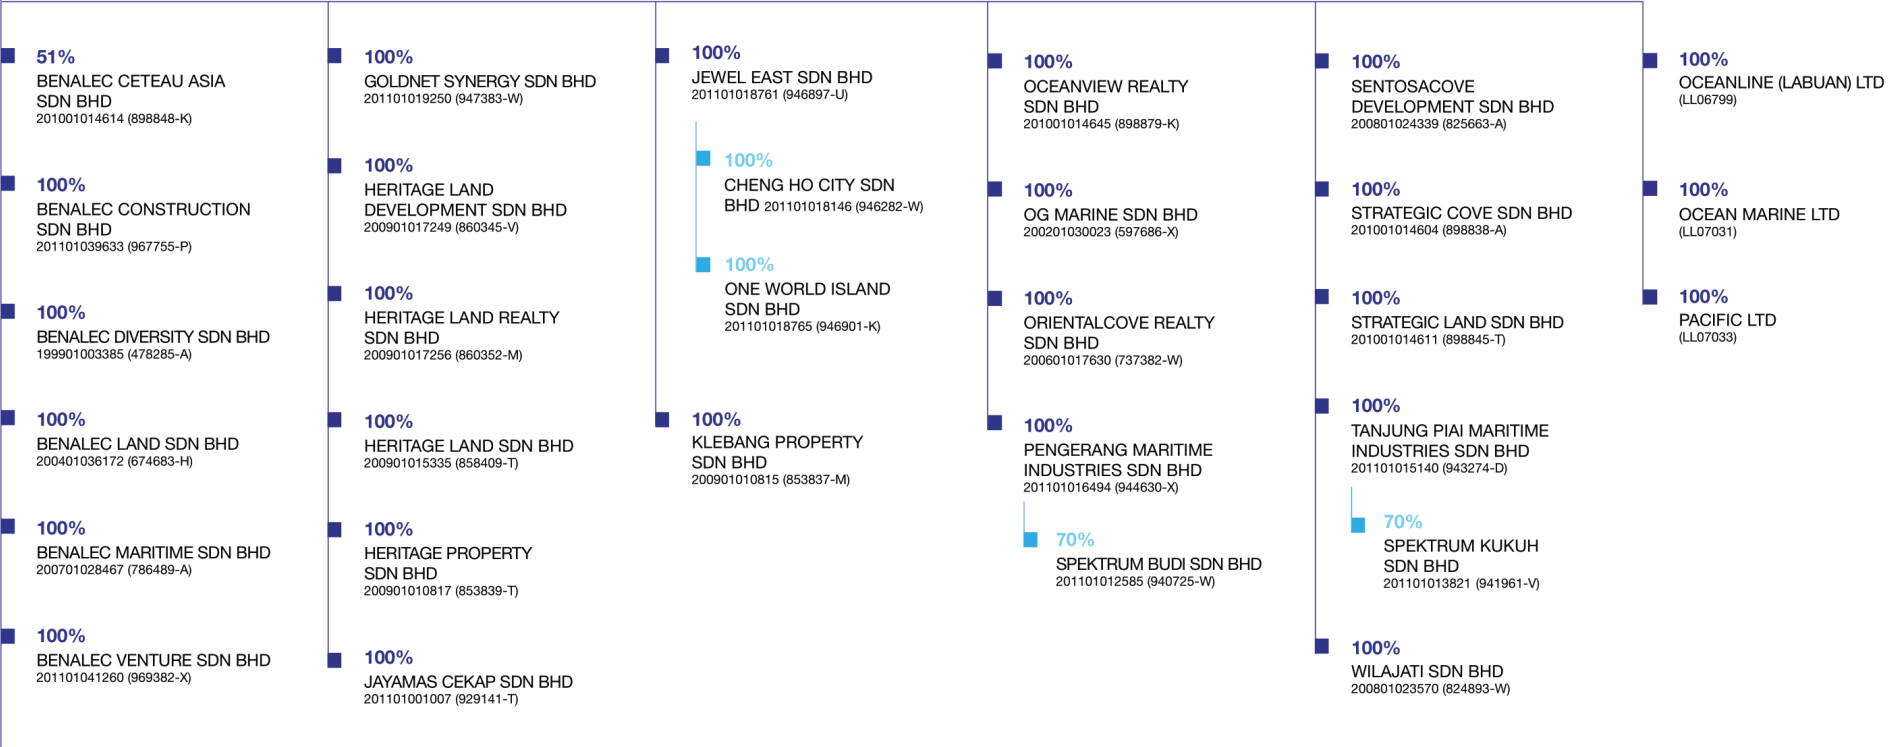 51%
BENALEC CETEAU ASIA
SDN BHD
201001014614 (898848-K)
100%
BENALEC CONSTRUCTION
SDN BHD
201101039633 (967755-P)
100%
BENALEC DIVERSITY SDN BHD
199901003385 (478285-A)
100%
BENALEC LAND SDN BHD
200401036172 (674683-H)
100%
BENALEC MARITIME SDN BHD
200701028467 (786489-A)
100%
BENALEC VENTURE SDN BHD
201101041260 (969382-X)
100%
GOLDNET SYNERGY SDN BHD
201101019250 (947383-W)
100%
HERITAGE LAND
DEVELOPMENT SDN BHD
200901017249 (860345-V)
100%
HERITAGE LAND REALTY
SDN BHD
200901017256 (860352-M)
100%
HERITAGE LAND SDN BHD
200901015335 (858409-T)
100%
HERITAGE PROPERTY
SDN BHD
200901010817 (853839-T)
100%
JAYAMAS CEKAP SDN BHD
201101001007 (929141-T)
100%
JEWEL EAST SDN BHD
201101018761 (946897-U)
100%
CHENG HO CITY SDN
BHD 201101018146 (946282-W)
100%
ONE WORLD ISLAND
SDN BHD
201101018765 (946901-K)
100%
KLEBANG PROPERTY
SDN BHD
200901010815 (853837-M)
100%
OCEANVIEW REALTY
SDN BHD
201001014645 (898879-K)
100%
OG MARINE SDN BHD
200201030023 (597686-X)
100%
ORIENTALCOVE REALTY
SDN BHD
200601017630 (737382-W)
100%
PENGERANG MARITIME
INDUSTRIES SDN BHD
201101016494 (944630-X)
70%
SPEKTRUM BUDI SDN BHD
201101012585 (940725-W)
100%
SENTOSACOVE
DEVELOPMENT SDN BHD
200801024339 (825663-A)
100%
STRATEGIC COVE SDN BHD
201001014604 (898838-A)
100%
STRATEGIC LAND SDN BHD
201001014611 (898845-T)
100%
TANJUNG PIAI MARITIME
INDUSTRIES SDN BHD
201101015140 (943274-D)
70%
SPEKTRUM KUKUH
SDN BHD
201101013821 (941961-V)
100%
WILAJATI SDN BHD
200801023570 (824893-W)
100%
OCEANLINE (LABUAN) LTD
(LL06799)
100%
OCEAN MARINE LTD
(LL07031)
100%
PACIFIC LTD
(LL07033)